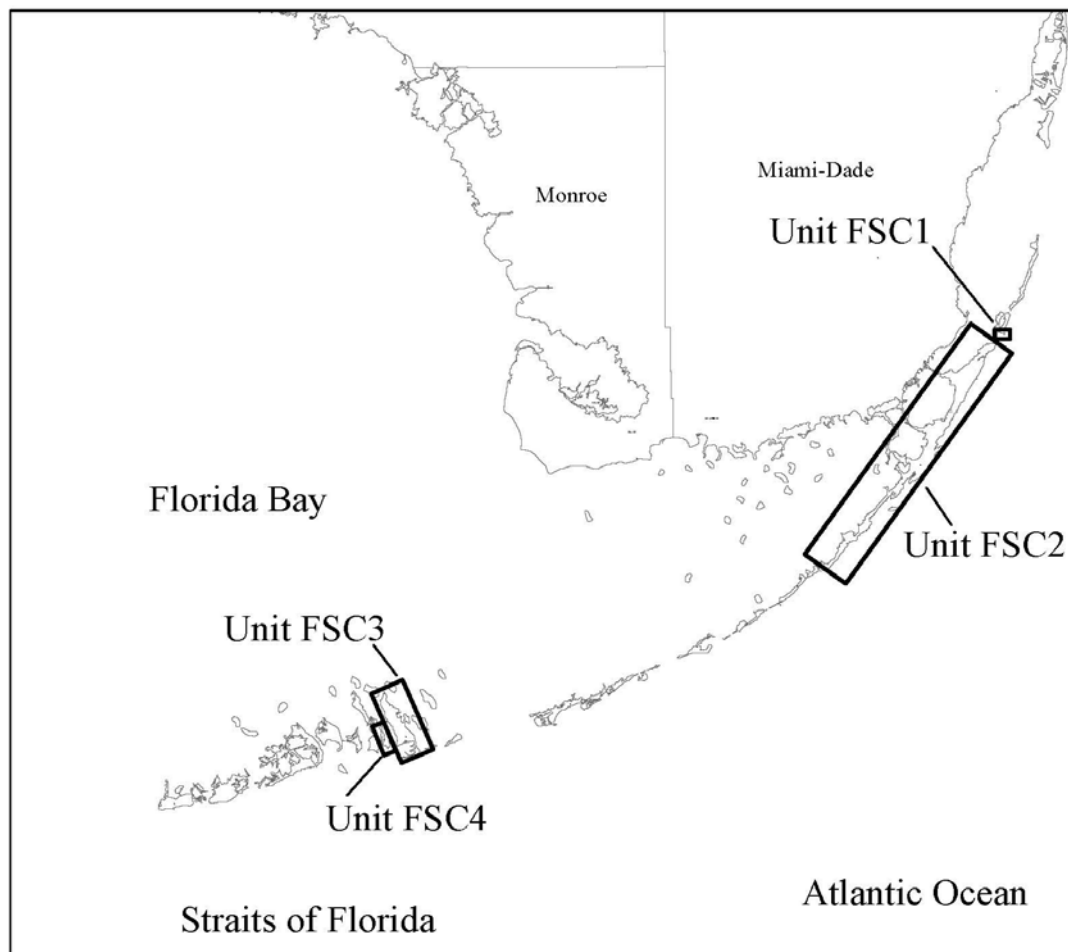 Miami-Dade
Monroe
Unit FSC1
Florida Bay
Unit FSC2
Unit FSC3
Unit FSC4
Atlantic Ocean
Straits of Florida